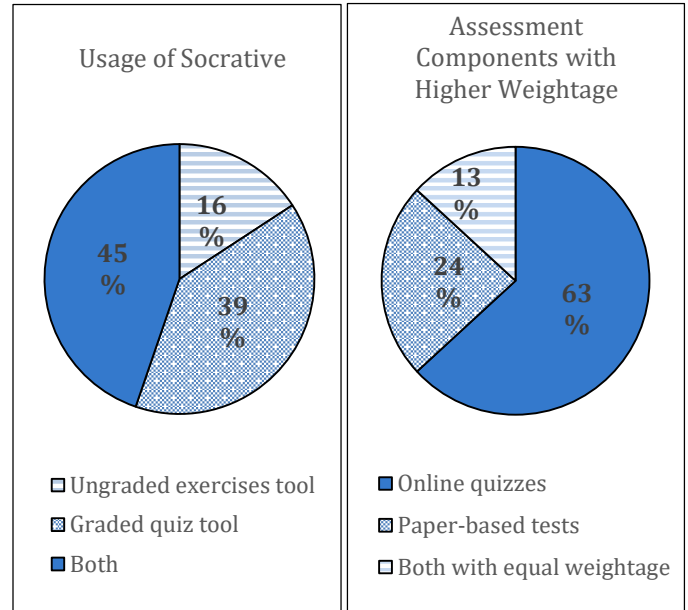 Usage of Socrative
16
%
45
%
39
%
Ungraded exercises tool
Graded quiz tool
Both
Assessment
Components with
Higher Weightage
13
%
24
%
63
%
Online quizzes
Paper-based tests
Both with equal weightage